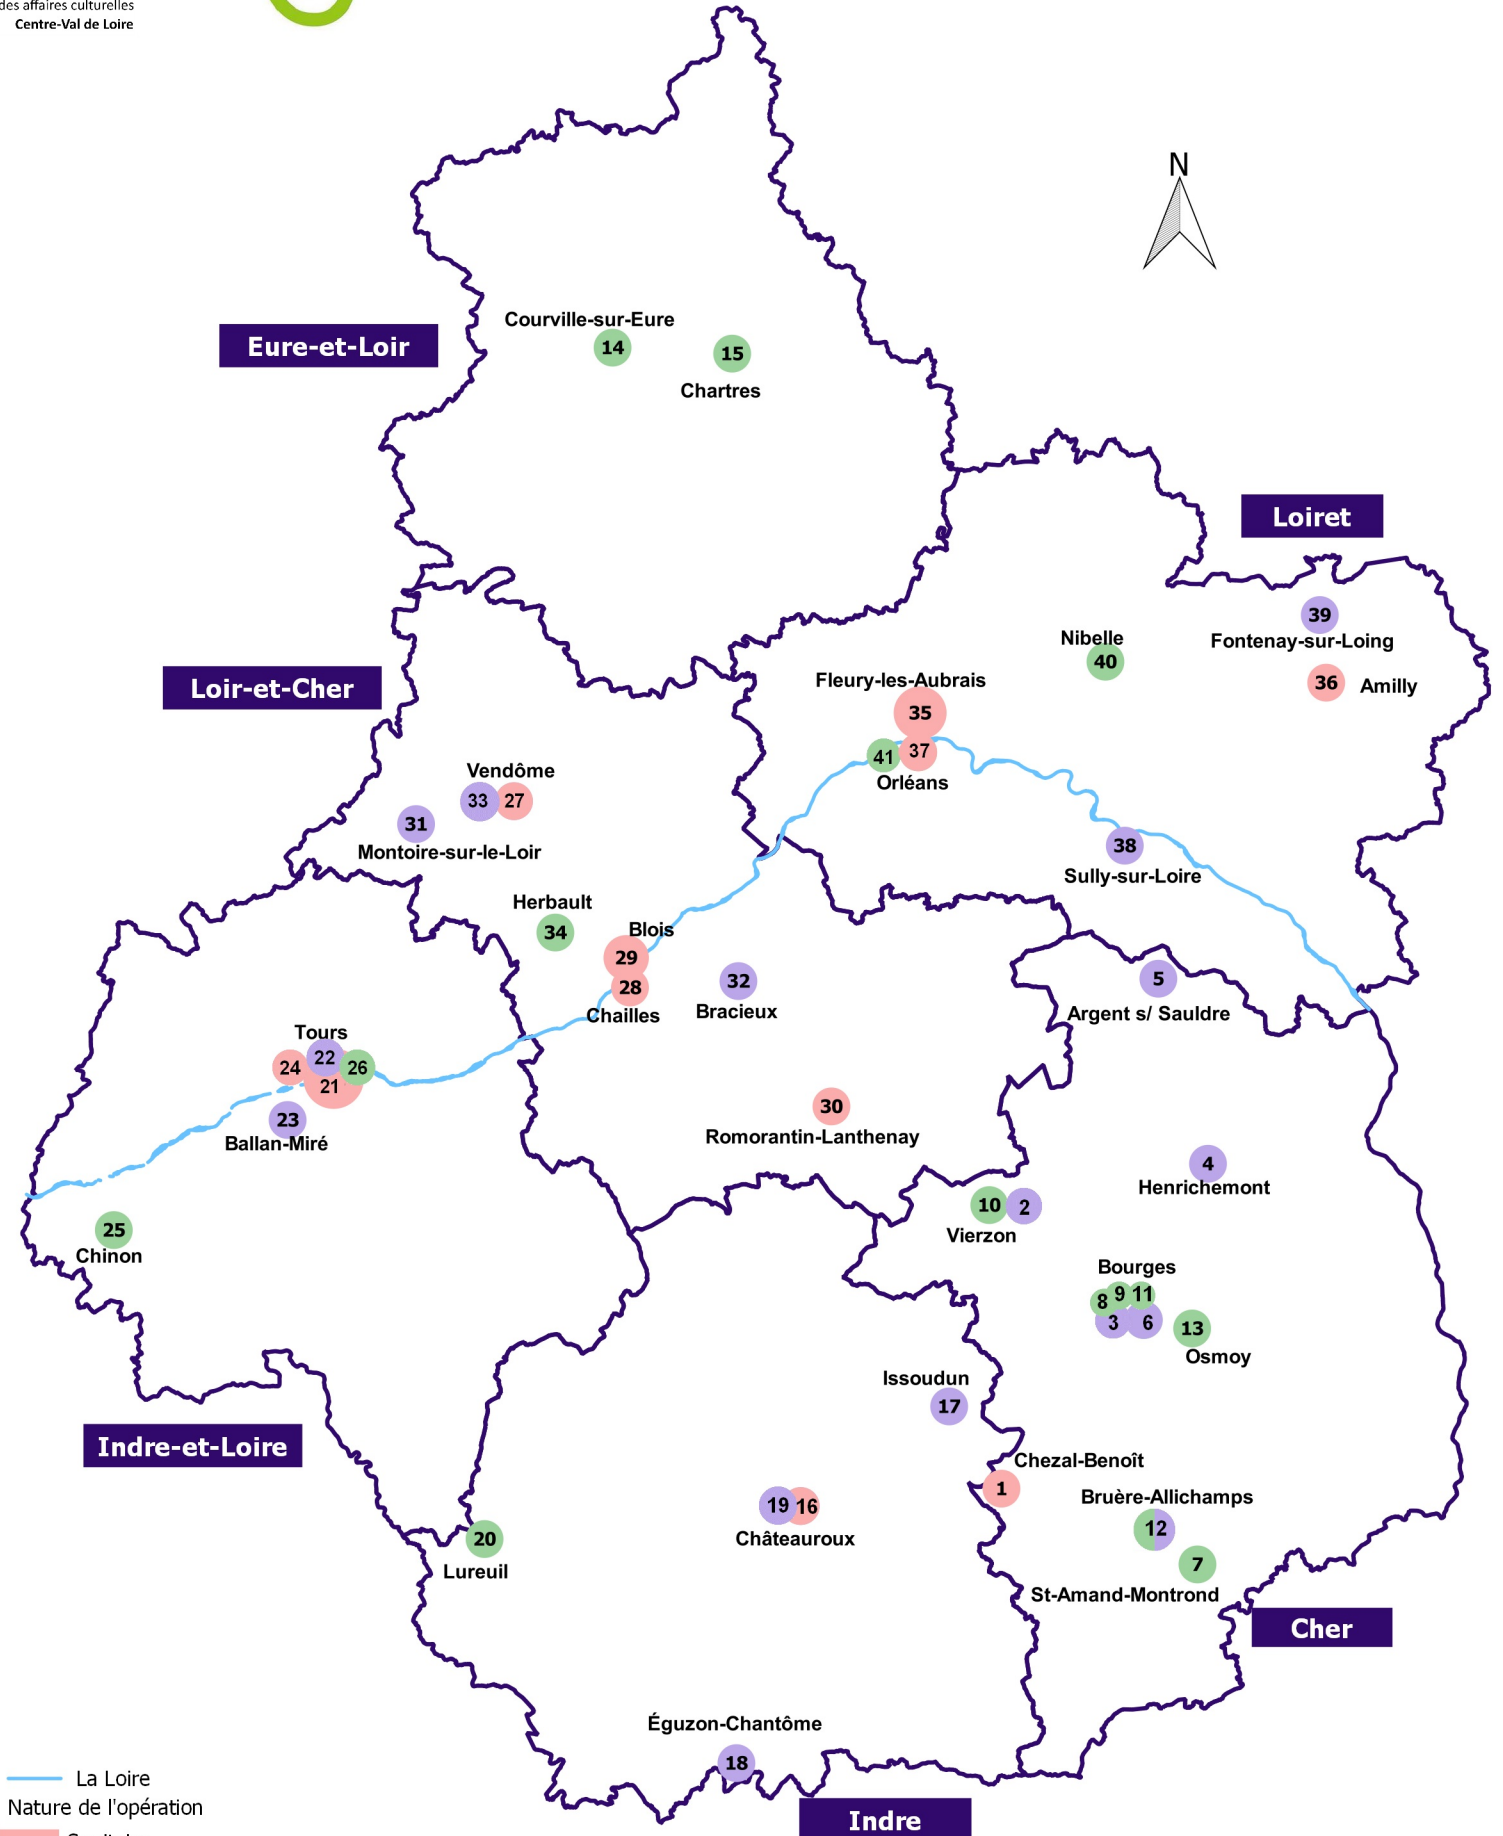 des affaires culturelles
Centre-Val de Loire
N
Courville-sur-Eure
14
15
Chartres
Eure-et-Loir
Loiret
39
Fontenay-sur-Loing
Nibelle
40
36 Amilly
Fleury-les-Aubrais
35
Loir-et-Cher
41 37
Orléans
Vendôme
33 27
31
Montoire-sur-le-Loir
38
Sully-sur-Loire
Herbault
34
Blois
29
28
Chailles
32
Bracieux
5
Argent s/ Sauldre
Tours
24 22 26
21
23
Ballan-Miré
30
Romorantin-Lanthenay
4
Henrichemont
10 2
Vierzon
25
Chinon
Bourges
8 9 11
3 6 13
Osmoy
Issoudun
17
Indre-et-Loire
Chezal-Benoît
1
Bruère-Allichamps
12
19 16
Châteauroux
20
Lureuil
7
St-Amand-Montrond
Cher
Éguzon-Chantôme
18
La Loire
Nature de l'opération
Indre